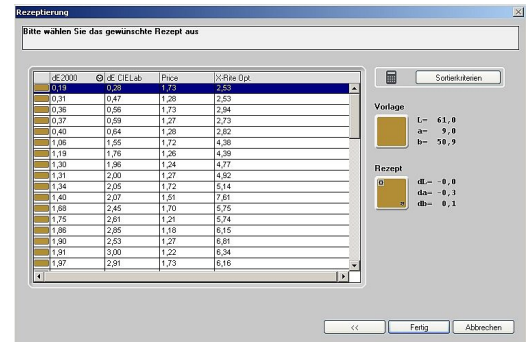 Rezeptierung
Bitte wählen Sie das gewünschte Rezept aus
dE2000 dE CIELab Price X-Rite Opt.
0,19 0,28 1,73 2,53
0,31 0,47 1,28 2,53
0,36 0,56 1,73 2,94
0,37 0,59 1,27 2,73
0,40 0,64 1,28 2,82
1,06 1,55 1,72 4,38
1,19 1,76 1,26 4,39
1,30 1,96 1,24 4,77
1,31 2,00 1,27 4,92
1,34 2,05 1,72 5,14
1,40 2,07 1,51 7,61
1,68 2,45 1,70 5,75
1,75 2,61 1,21 5,74
1,86 2,85 1,18 6,15
1,90 2,53 1,27 6,81
1,91 3,00 1,22 6,34
1,97 2,91 1,73 6,16
Sortierkriterien
Vorlage
L= 61,0
a= 9,0
b= 50,9
Rezept
dL= -0,0
da= -0,3
db= 0,1
<< Fertig Abbrechen